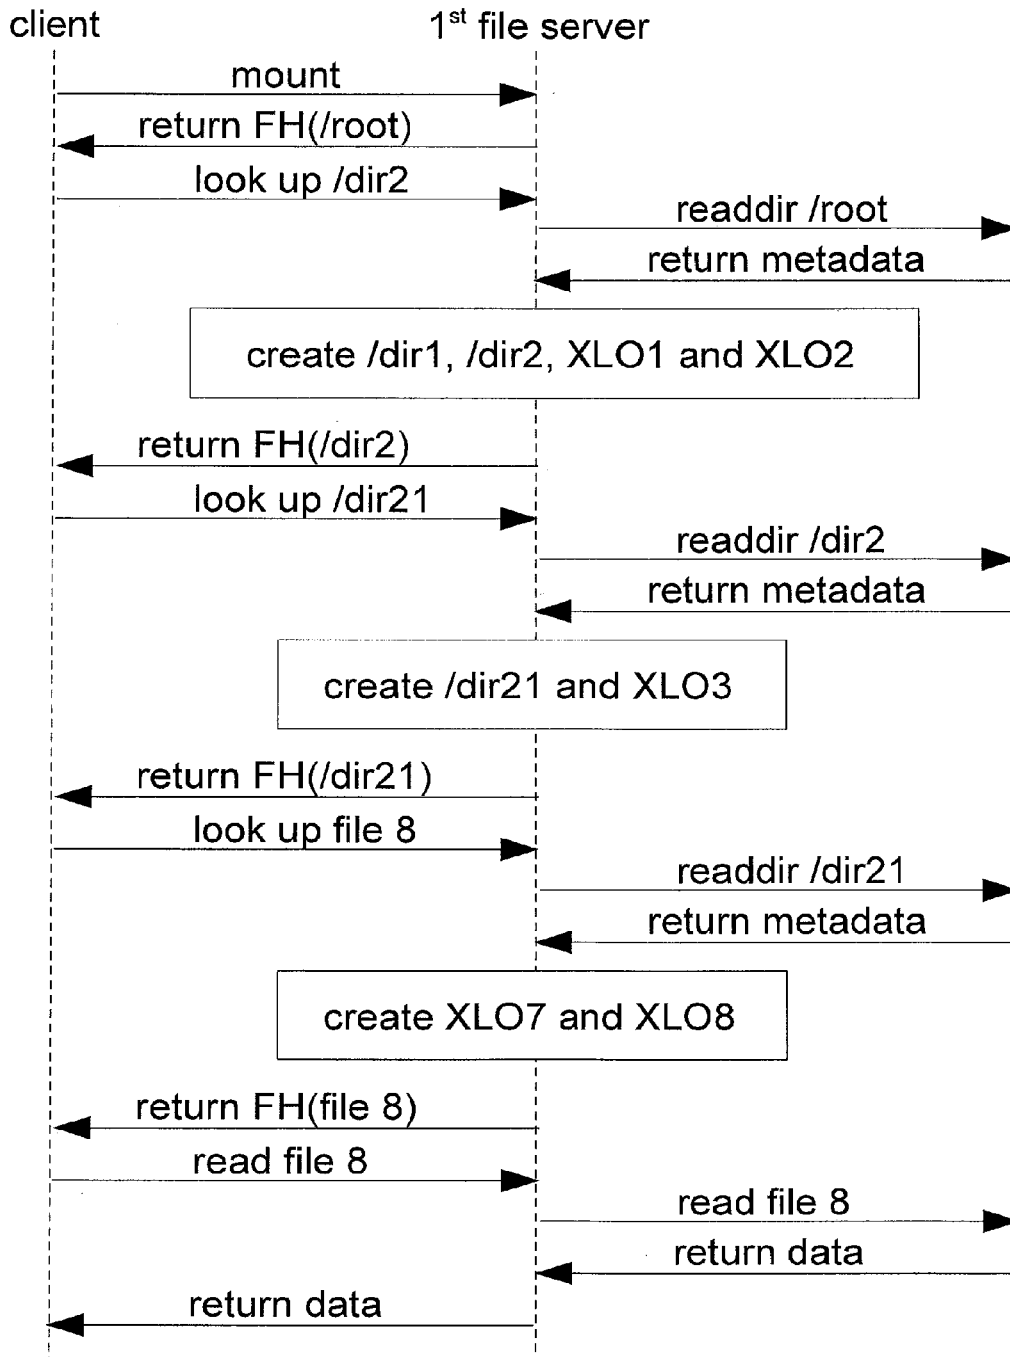 client
1st file server
mount
return FH(/root)
look up /dir2
readdir /root
return metadata
create /dir1, /dir2, XLO1 and XLO2
return FH(/dir2)
look up /dir21
readdir /dir2
return metadata
create /dir21 and XLO3
return FH(/dir21)
look up file 8
readdir /dir21
return metadata
create XLO7 and XLO8
return FH(file 8)
read file 8
read file 8
return data
return data